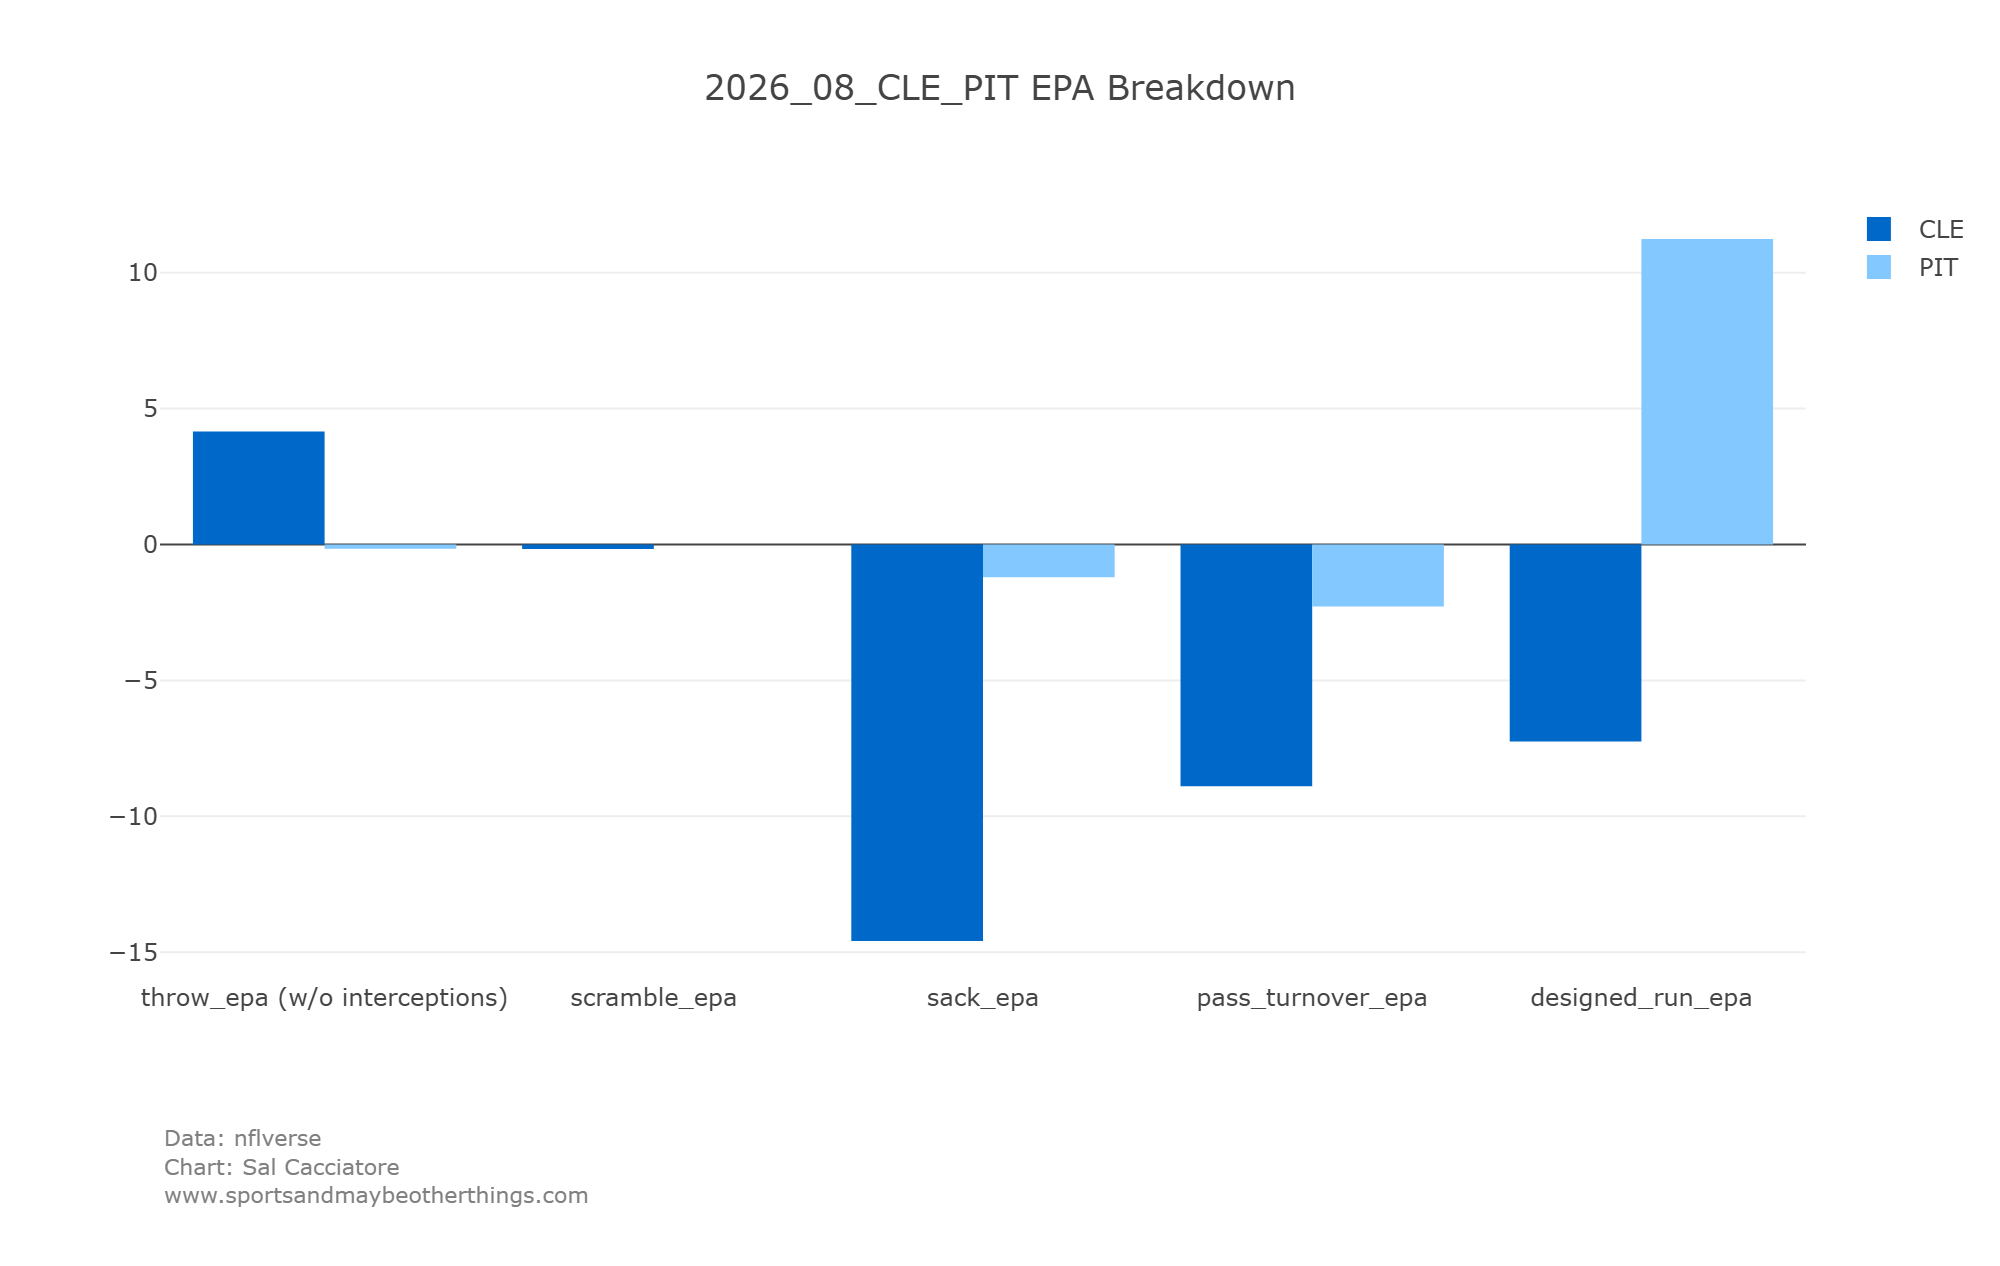 2026_08_CLE_PIT EPA Breakdown
CLE
PIT
10
5
0
−5
−10
−15
throw_epa (w/o interceptions)
scramble_epa
sack_epa
pass_turnover_epa
designed_run_epa
Data: nflverse
Chart: Sal Cacciatore
www.sportsandmaybeotherthings.com